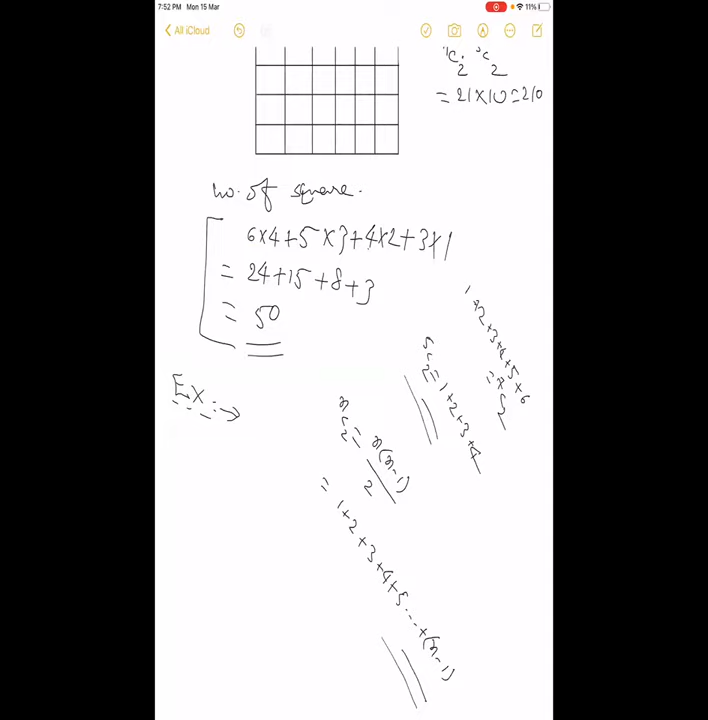 7:52 PM Mon 15 Mar
11%
All iCloud
⁷C₂ · ⁵C₂
= 21×10=210
no. of square.
6×4+5×3+4×2+3×1
= 24+15+8+3
= 50
Ex.
1+2+3+4+5+6
= ⁷C₂
⁵C₂ = 1+2+3+4
ⁿC₂ = n(n-1)
2
= 1+2+3+4+5...+(n-1)